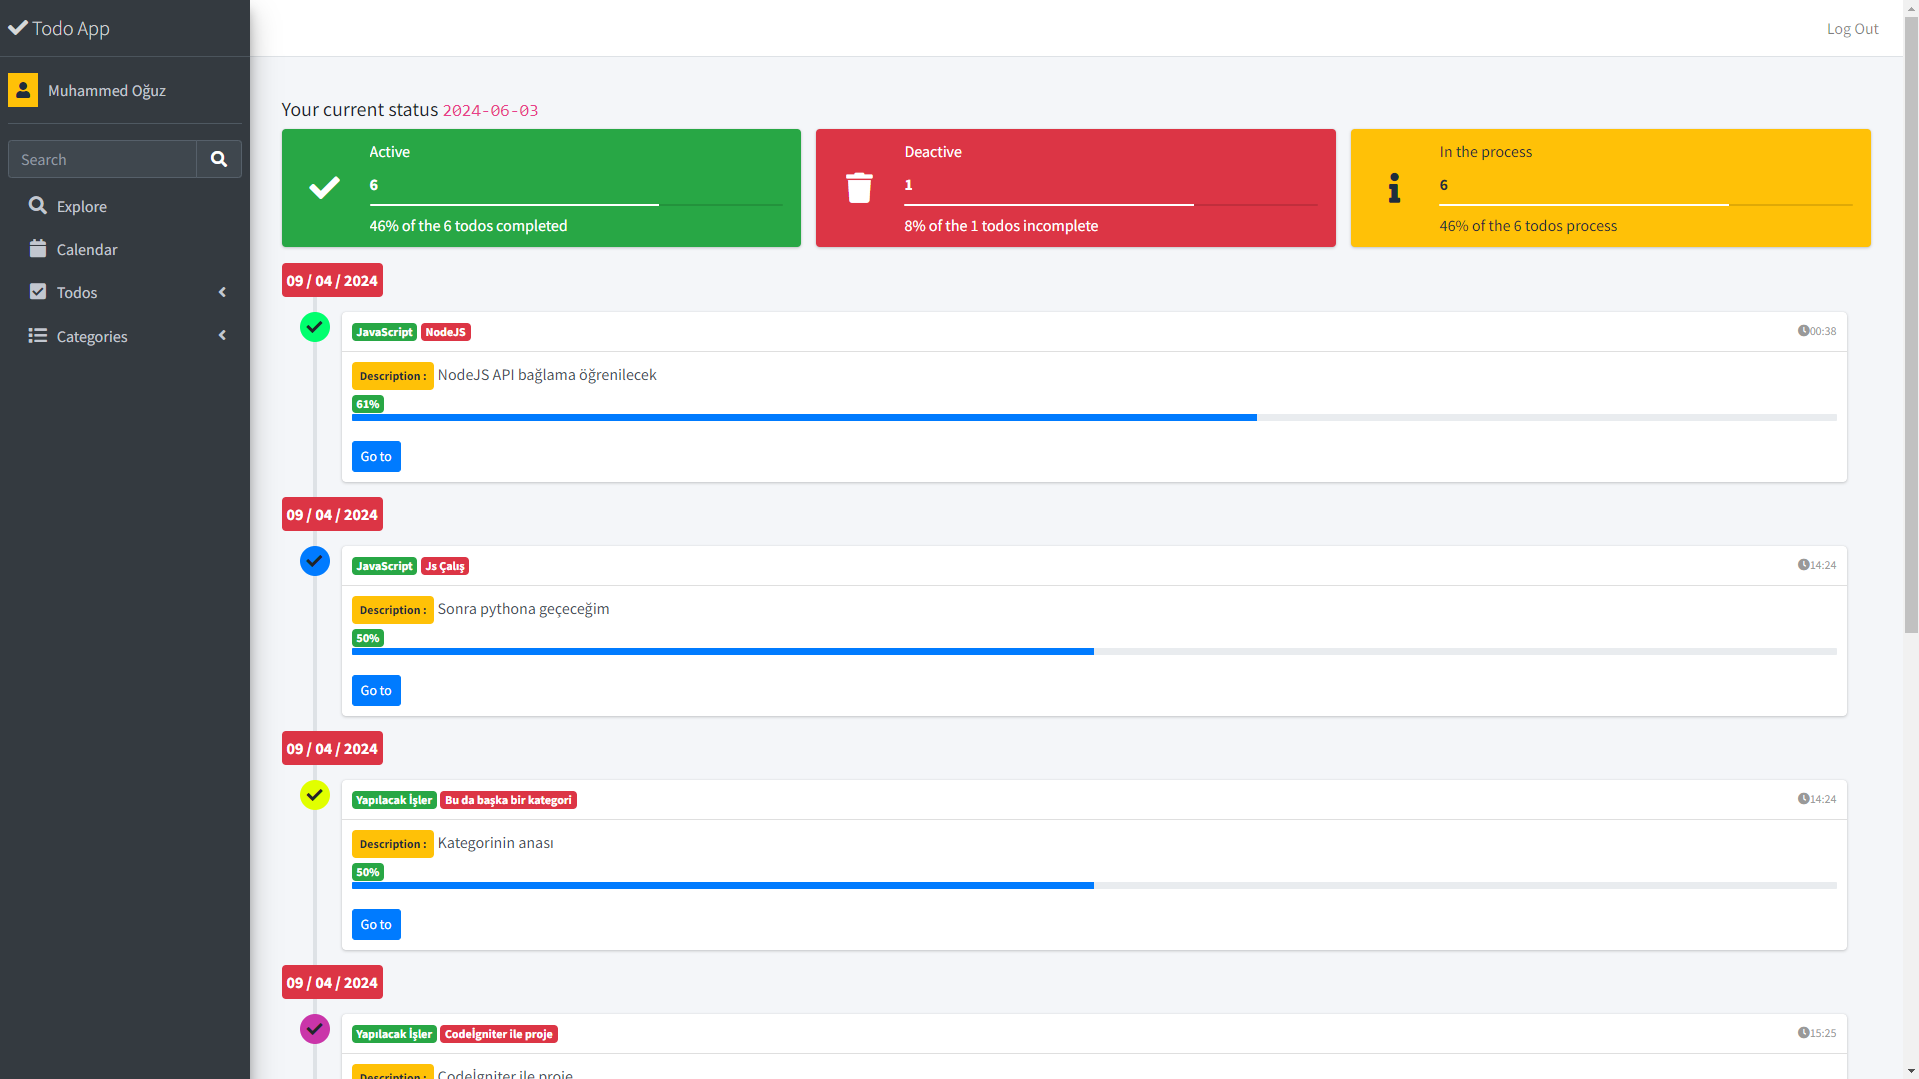 Todo App
Log Out
Muhammed Oğuz
Search
Explore
Calendar
Todos
Categories
Your current status 2024-06-03
Active
6
46% of the 6 todos completed
Deactive
1
8% of the 1 todos incomplete
In the process
6
46% of the 6 todos process
09 / 04 / 2024
JavaScript NodeJS 00:38
Description : NodeJS API bağlama öğrenilecek
61%
Go to
09 / 04 / 2024
JavaScript Js Çalış 14:24
Description : Sonra pythona geçeceğim
50%
Go to
09 / 04 / 2024
Yapılacak İşler Bu da başka bir kategori 14:24
Description : Kategorinin anası
50%
Go to
09 / 04 / 2024
Yapılacak İşler Codeİgniter ile proje 15:25
Description : Codeİgniter ile proje